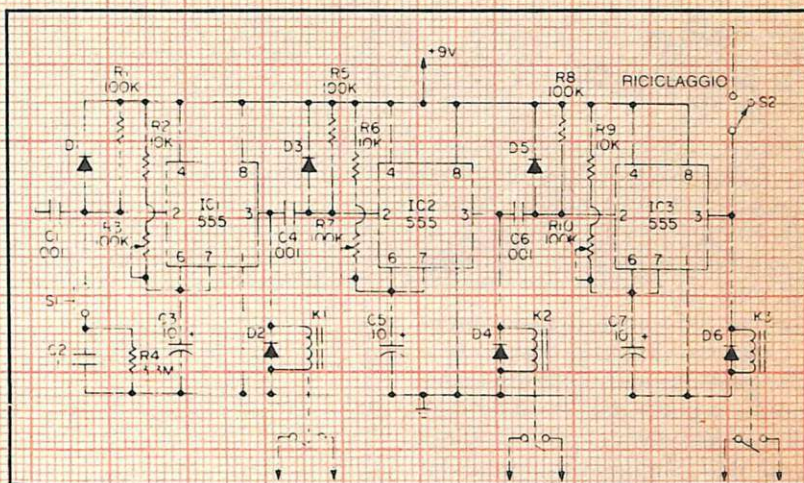 +9V
R1
100K
R5
100K
R8
100K
RICICLAGGIO
S2
R2
10K
R6
10K
R9
10K
D1
D3
D5
4
8
4
8
4
8
2
IC1
555
3
2
IC2
555
3
2
IC3
555
3
C1
.001
R3
100K
C4
.001
R7
100K
C6
.001
R10
100K
6
7
6
7
6
7
S1
C2
R4
C3
10
+
D2
K1
C5
10
+
D4
K2
C7
10
+
D6
K3